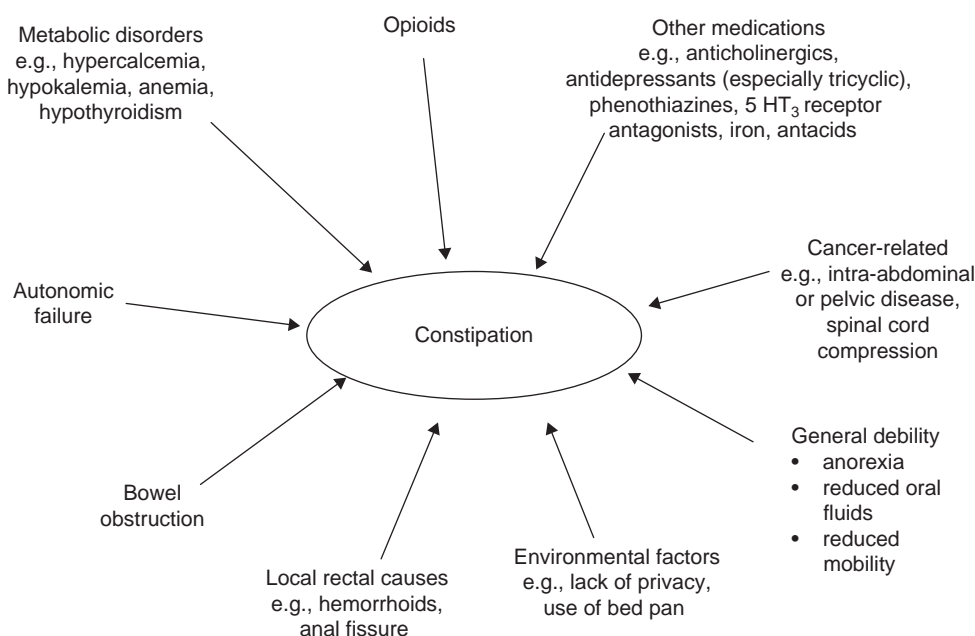 Metabolic disorders
e.g., hypercalcemia,
hypokalemia, anemia,
hypothyroidism
Opioids
Other medications
e.g., anticholinergics,
antidepressants (especially tricyclic),
phenothiazines, 5 HT₃ receptor
antagonists, iron, antacids
Autonomic
failure
Constipation
Cancer-related
e.g., intra-abdominal
or pelvic disease,
spinal cord
compression
Bowel
obstruction
Local rectal causes
e.g., hemorrhoids,
anal fissure
Environmental factors
e.g., lack of privacy,
use of bed pan
General debility
• anorexia
• reduced oral
fluids
• reduced
mobility